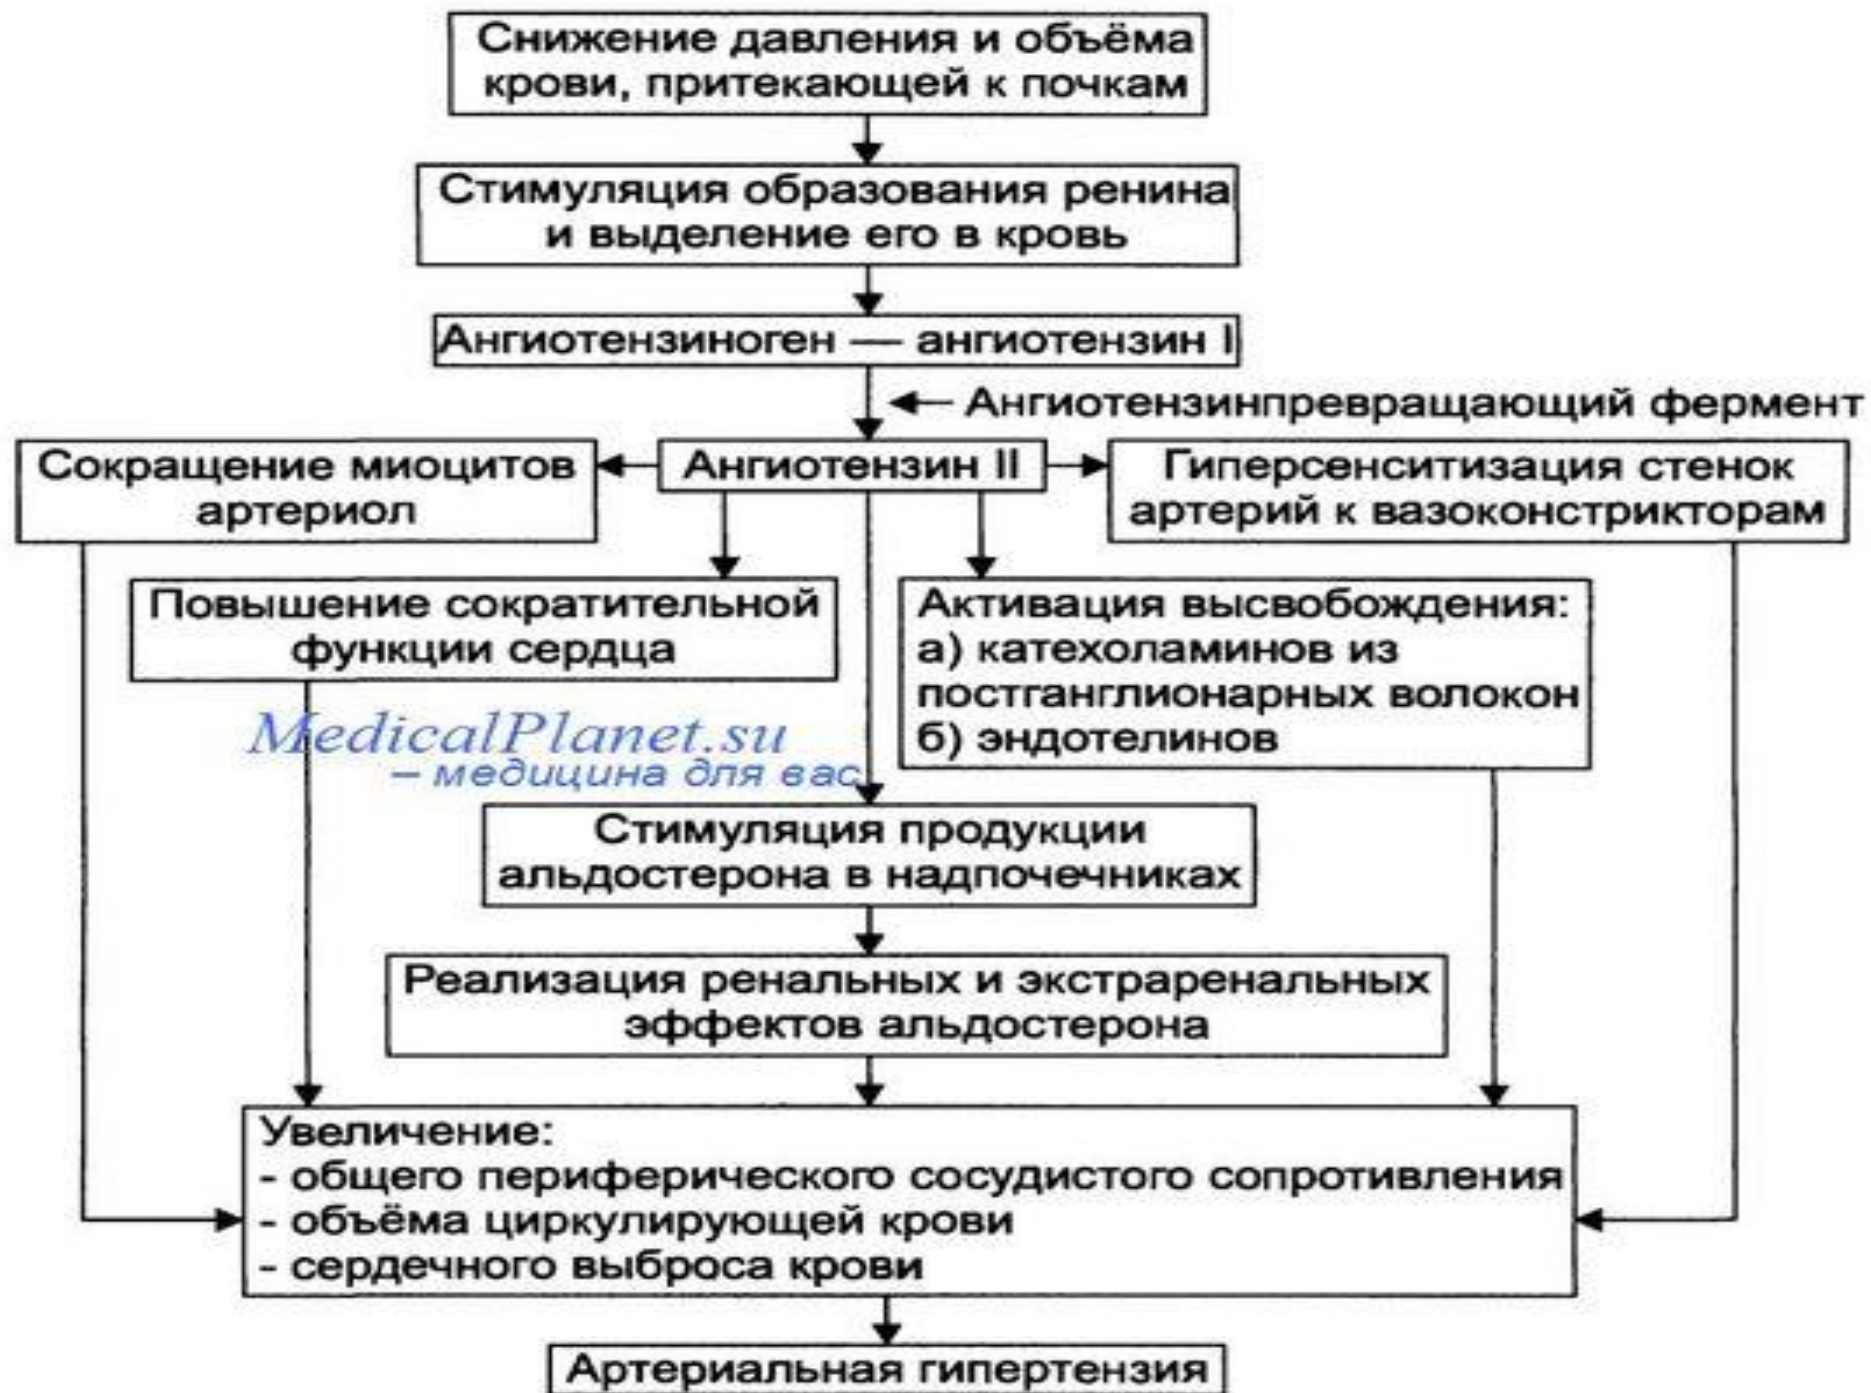 Снижение давления и объёма
крови, притекающей к почкам
Стимуляция образования ренина
и выделение его в кровь
Ангиотензиноген — ангиотензин I
Ангиотензинпревращающий фермент
Сокращение миоцитов
артериол
Ангиотензин II
Гиперсенситизация стенок
артерий к вазоконстрикторам
Повышение сократительной
функции сердца
Активация высвобождения:
а) катехоламинов из
постганглионарных волокон
б) эндотелинов
MedicalPlanet.su
– медицина для вас
Стимуляция продукции
альдостерона в надпочечниках
Реализация ренальных и экстраренальных
эффектов альдостерона
Увеличение:
- общего периферического сосудистого сопротивления
- объёма циркулирующей крови
- сердечного выброса крови
Артериальная гипертензия